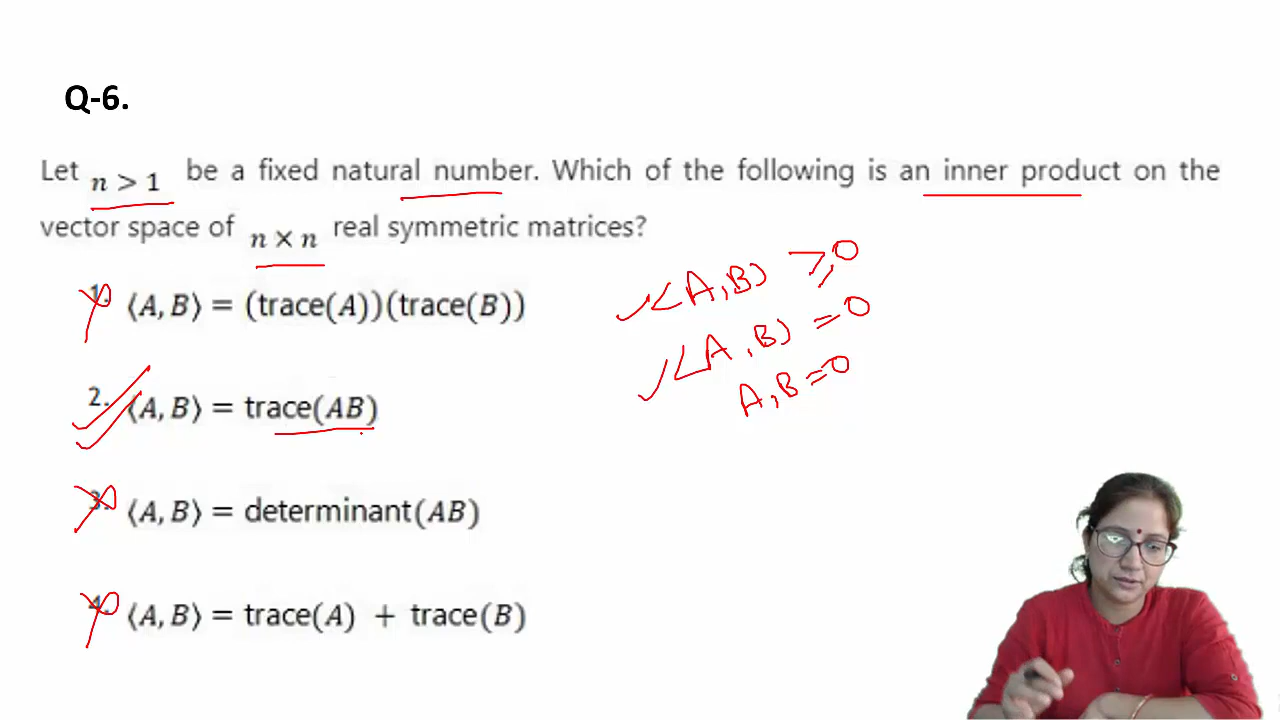 Q-6.
Let n > 1 be a fixed natural number. Which of the following is an inner product on the
vector space of n × n real symmetric matrices?
1. ⟨A, B⟩ = (trace(A))(trace(B))
2. ⟨A, B⟩ = trace(AB)
3. ⟨A, B⟩ = determinant(AB)
4. ⟨A, B⟩ = trace(A) + trace(B)
✓<A,B) ≥0
✓<A,B) =0
A,B=0